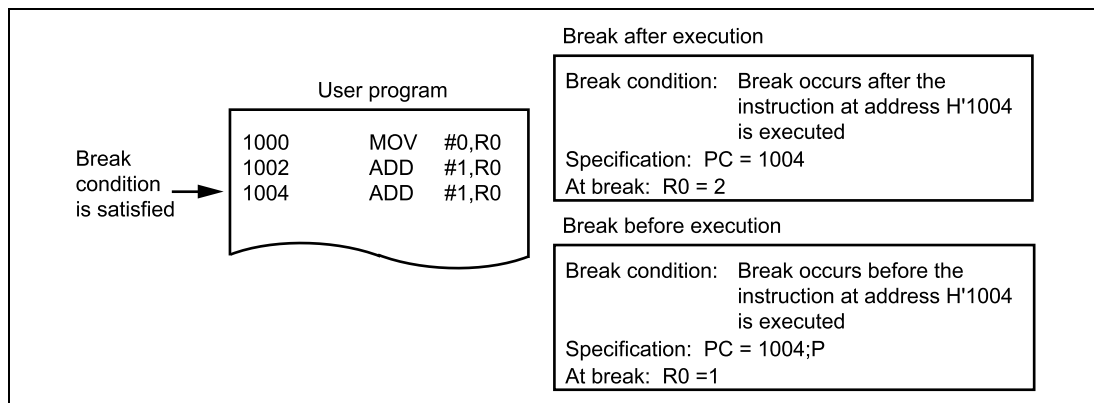 Break
condition
is satisfied
User program
1000 MOV #0,R0
1002 ADD #1,R0
1004 ADD #1,R0
Break after execution
Break condition: Break occurs after the
instruction at address H'1004
is executed
Specification: PC = 1004
At break: R0 = 2
Break before execution
Break condition: Break occurs before the
instruction at address H'1004
is executed
Specification: PC = 1004;P
At break: R0 =1